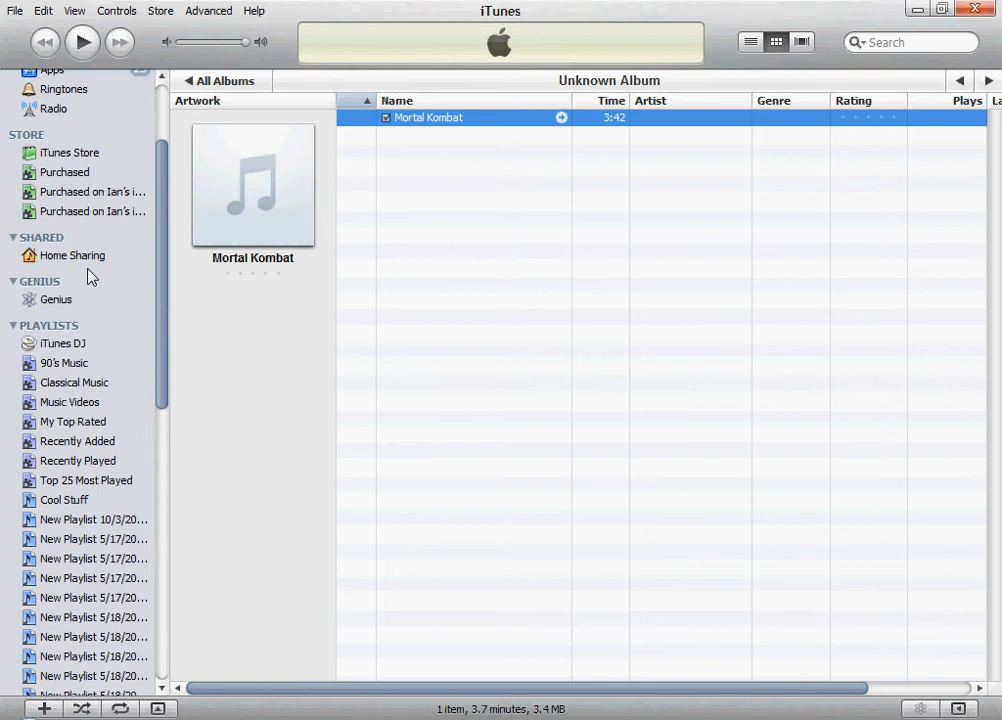 File Edit View Controls Store Advanced Help
iTunes
Search
Apps
Ringtones
Radio
STORE
iTunes Store
Purchased
Purchased on Ian's i...
Purchased on Ian's i...
SHARED
Home Sharing
GENIUS
Genius
PLAYLISTS
iTunes DJ
90's Music
Classical Music
Music Videos
My Top Rated
Recently Added
Recently Played
Top 25 Most Played
Cool Stuff
New Playlist 10/3/20...
New Playlist 5/17/20...
New Playlist 5/17/20...
New Playlist 5/17/20...
New Playlist 5/17/20...
New Playlist 5/18/20...
New Playlist 5/18/20...
New Playlist 5/18/20...
New Playlist 5/18/20...
New Playlist 5/18/20...
All Albums
Unknown Album
Artwork Name Time Artist Genre Rating Plays La
Mortal Kombat 3:42
Mortal Kombat
1 item, 3.7 minutes, 3.4 MB